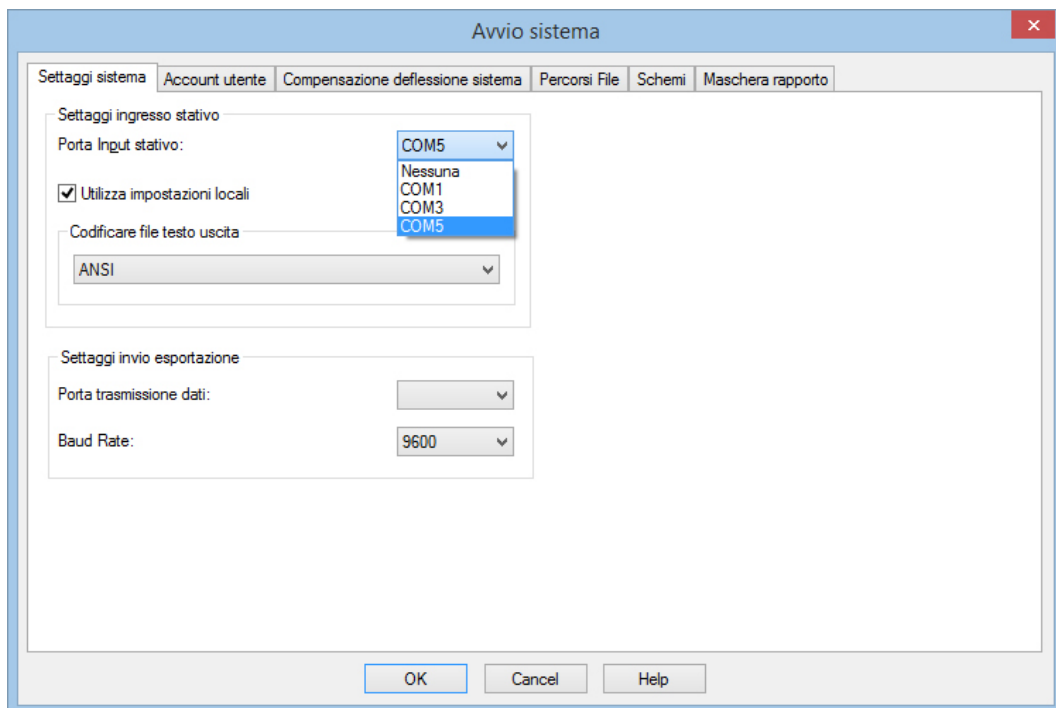 Avvio sistema
Settaggi sistema
Account utente
Compensazione deflessione sistema
Percorsi File
Schemi
Maschera rapporto
Settaggi ingresso stativo
Porta Input stativo:
COM5
Nessuna
COM1
COM3
COM5
Utilizza impostazioni locali
Codificare file testo uscita
ANSI
Settaggi invio esportazione
Porta trasmissione dati:
Baud Rate:
9600
OK
Cancel
Help